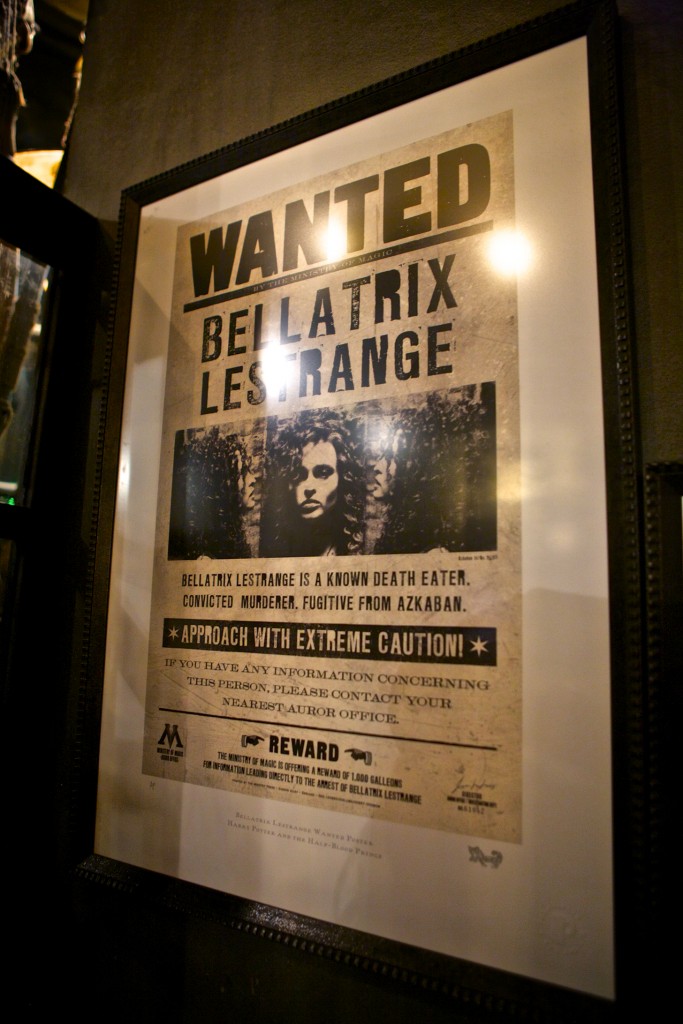 WANTED
BY THE MINISTRY OF MAGIC
BELLATRIX
LESTRANGE
BELLATRIX LESTRANGE IS A KNOWN DEATH EATER.
CONVICTED MURDERER. FUGITIVE FROM AZKABAN.
APPROACH WITH EXTREME CAUTION!
IF YOU HAVE ANY INFORMATION CONCERNING
THIS PERSON, PLEASE CONTACT YOUR
NEAREST AUROR OFFICE.
REWARD
THE MINISTRY OF MAGIC IS OFFERING A REWARD OF 1,000 GALLEONS
FOR INFORMATION LEADING DIRECTLY TO THE ARREST OF BELLATRIX LESTRANGE
M
MINISTRY OF MAGIC
Bellatrix Lestrange Wanted Poster
Harry Potter and the Half-Blood Prince